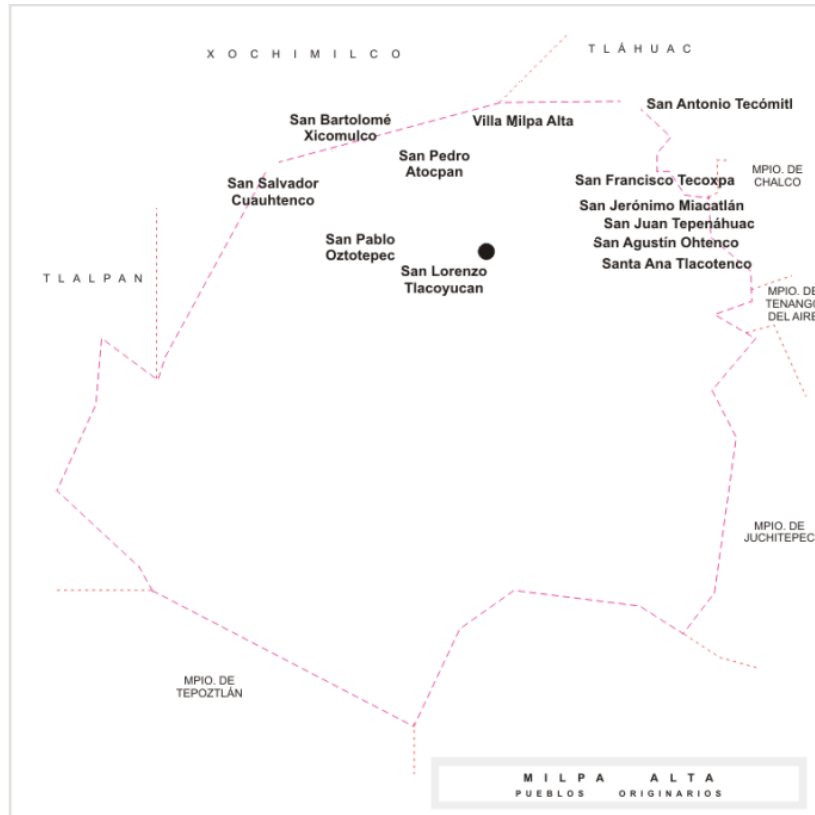 XOCHIMILCO
TLÁHUAC
San Antonio Tecómitl
San Bartolomé
Xicomulco
Villa Milpa Alta
San Pedro
Atocpan
MPIO. DE
CHALCO
San Salvador
Cuauhtenco
San Francisco Tecoxpa
San Jerónimo Miacatlán
San Juan Tepenáhuac
San Pablo
Oztotepec
San Agustín Ohtenco
San Lorenzo
Tlacoyucan
Santa Ana Tlacotenco
TLALPAN
MPIO. DE
TENANGO
DEL AIRE
MPIO. DE
JUCHITEPEC
MPIO. DE
TEPOZTLÁN
MILPA ALTA
PUEBLOS ORIGINARIOS